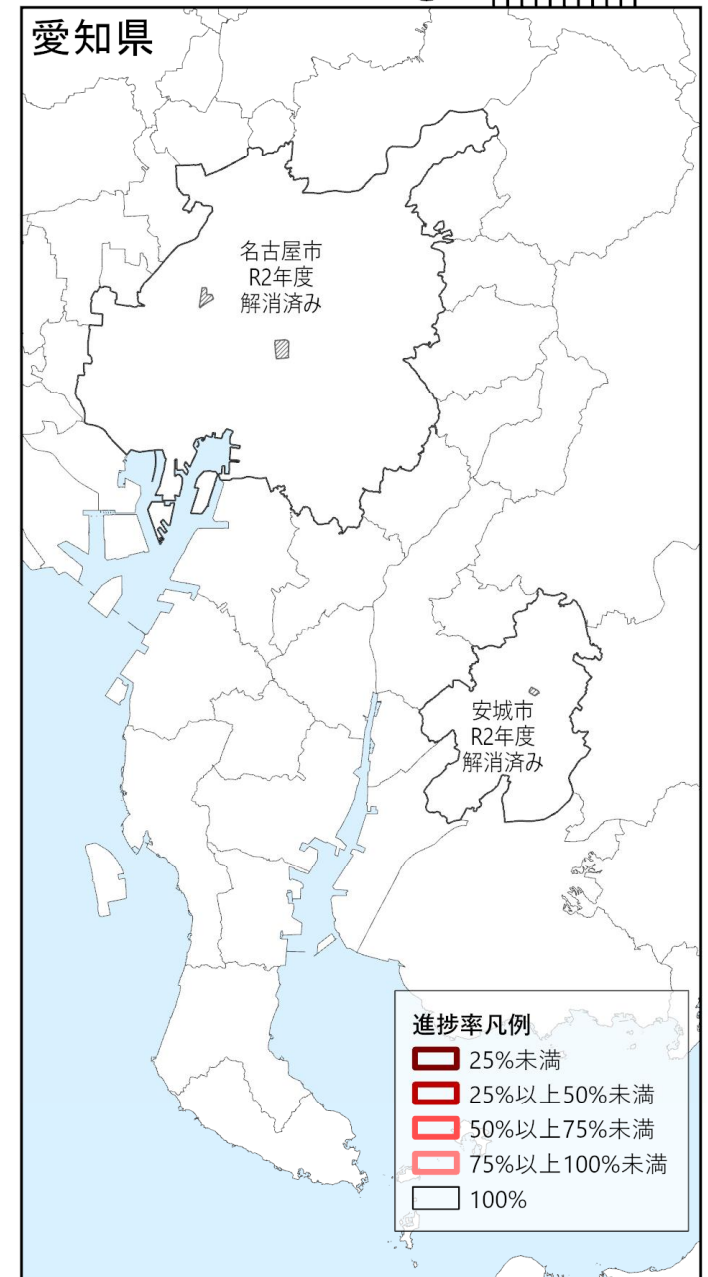 愛知県
名古屋市
R2年度
解消済み
安城市
R2年度
解消済み
進捗率凡例
25%未満
25%以上50%未満
50%以上75%未満
75%以上100%未満
100%